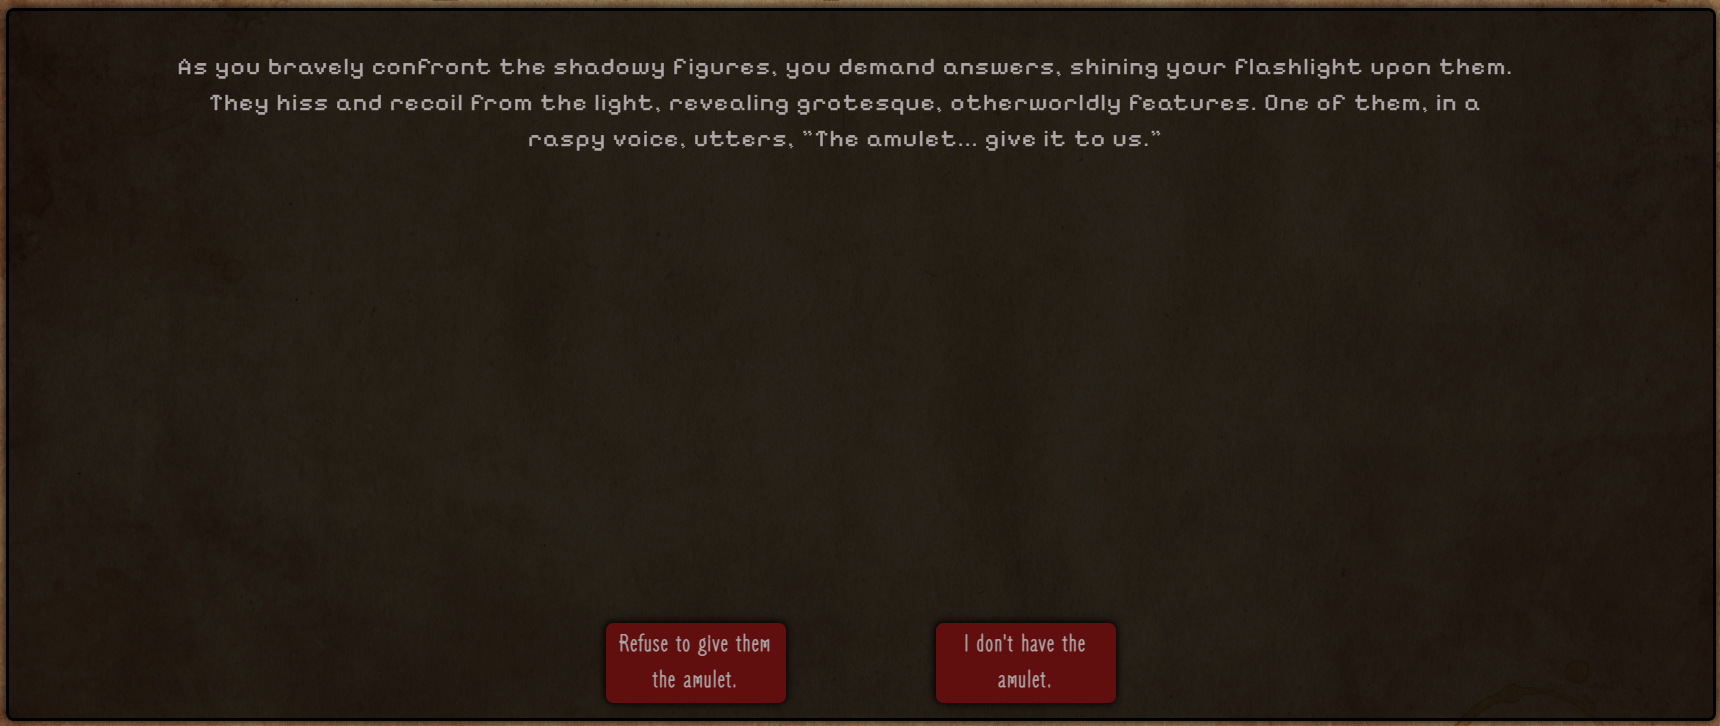 As you bravely confront the shadowy figures, you demand answers, shining your flashlight upon them.
They hiss and recoil from the light, revealing grotesque, otherworldly features. One of them, in a
raspy voice, utters, "The amulet... give it to us."
Refuse to give them
the amulet.
I don't have the
amulet.